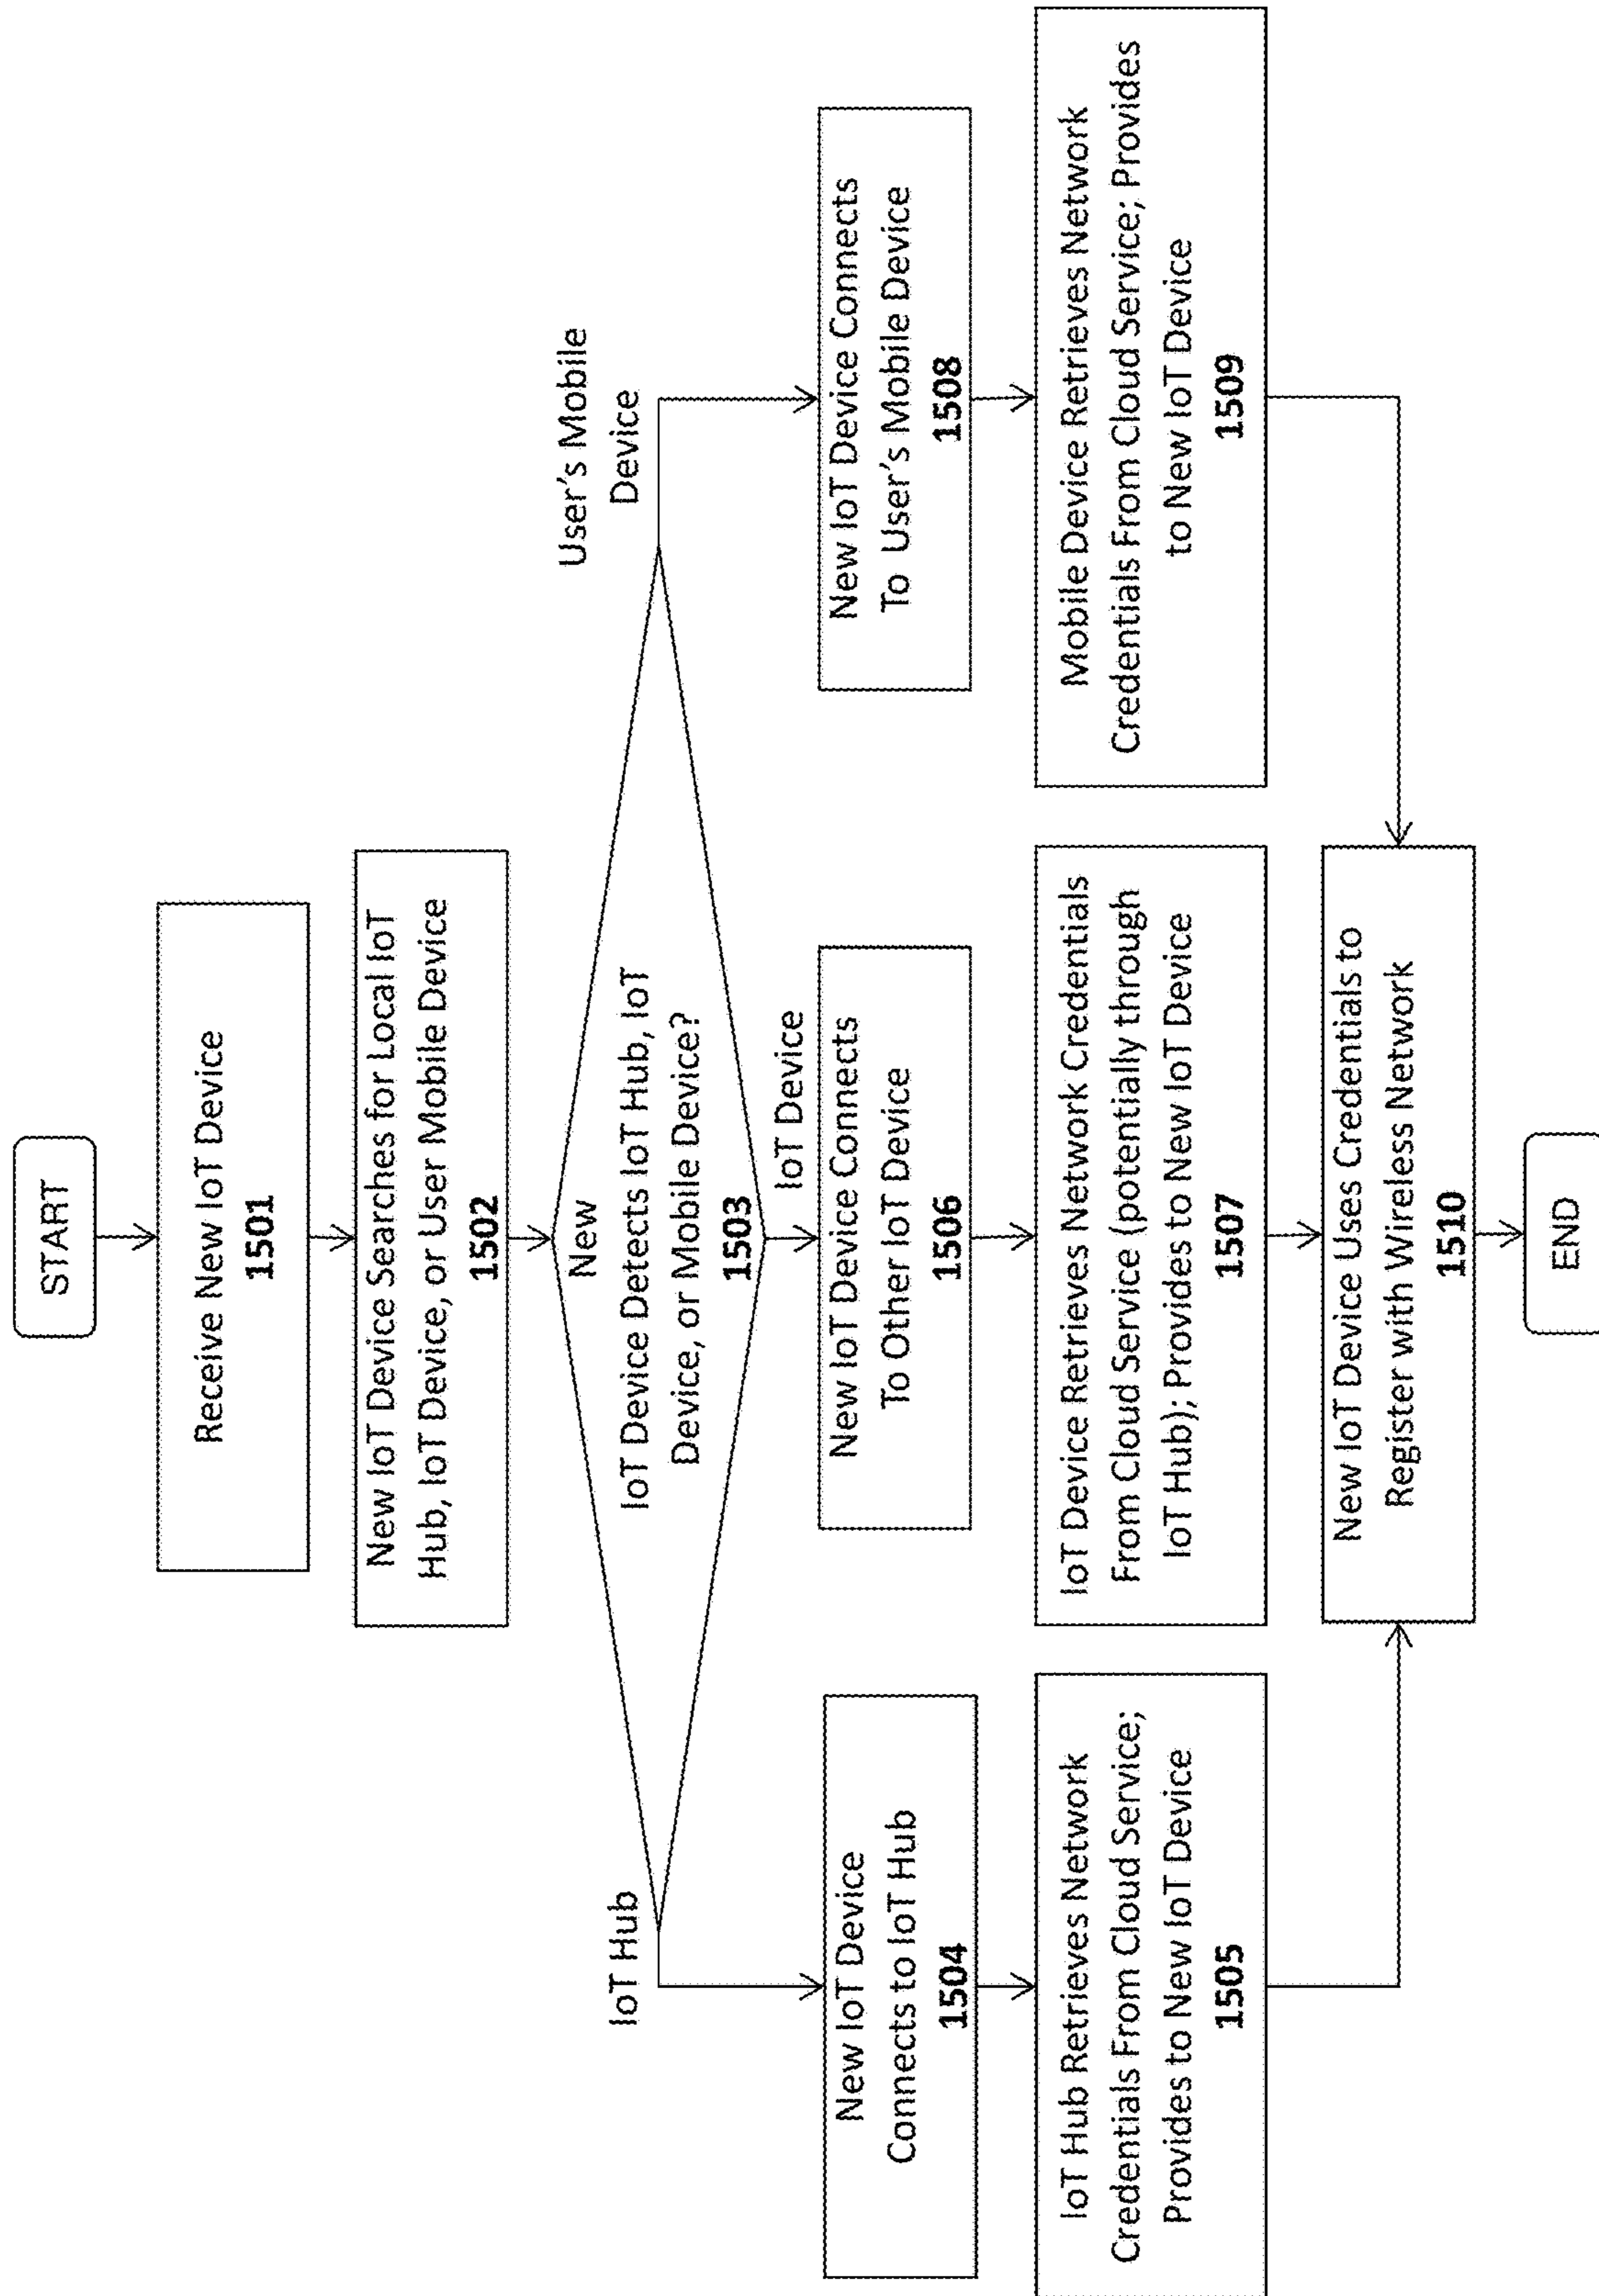 START
Receive New IoT Device
1501
New IoT Device Searches for Local IoT
Hub, IoT Device, or User Mobile Device
1502
New
IoT Device Detects IoT Hub, IoT
Device, or Mobile Device?
1503
IoT Hub
IoT Device
User's Mobile
Device
New IoT Device
Connects to IoT Hub
1504
IoT Hub Retrieves Network
Credentials From Cloud Service;
Provides to New IoT Device
1505
New IoT Device Connects
To Other IoT Device
1506
IoT Device Retrieves Network Credentials
From Cloud Service (potentially through
IoT Hub); Provides to New IoT Device
1507
New IoT Device Connects
To User's Mobile Device
1508
Mobile Device Retrieves Network
Credentials From Cloud Service; Provides
to New IoT Device
1509
New IoT Device Uses Credentials to
Register with Wireless Network
1510
END